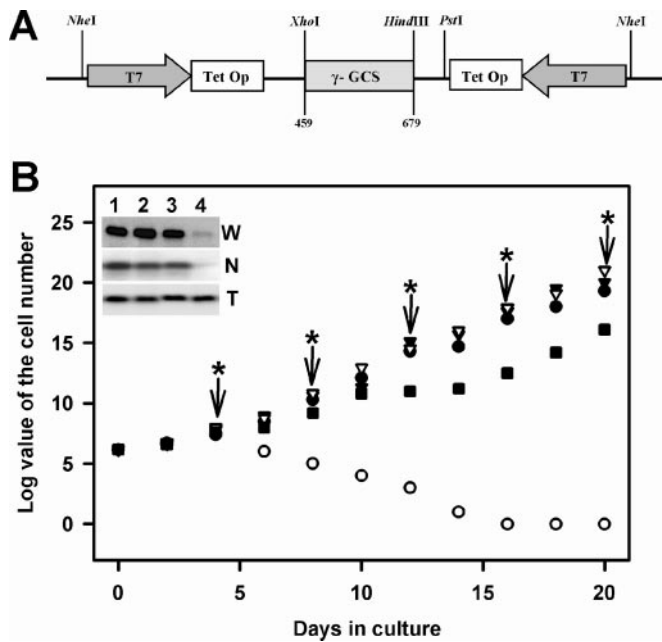 A
NheI
XhoI
HindIII
PstI
NheI
T7
Tet Op
γ- GCS
Tet Op
T7
459
679
B
1 2 3 4
W
N
T
* * * * *
Log value of the cell number
25
20
15
10
5
0
0 5 10 15 20
Days in culture